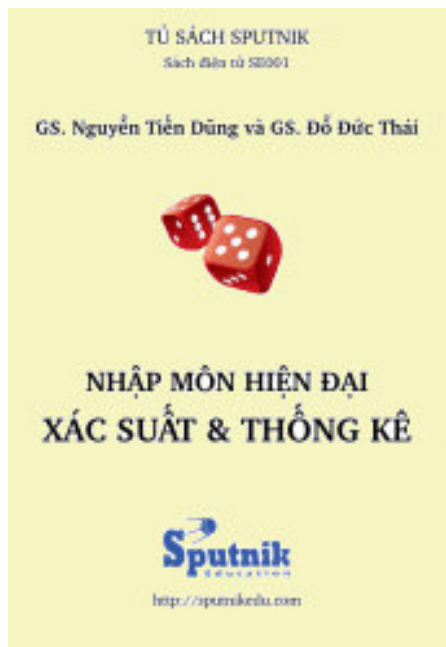 TỦ SÁCH SPUTNIK
Sách điện tử SE001
GS. Nguyễn Tiến Dũng và GS. Đỗ Đức Thái
NHẬP MÔN HIỆN ĐẠI
XÁC SUẤT & THỐNG KÊ
Sputnik
Education
http://sputnikedu.com